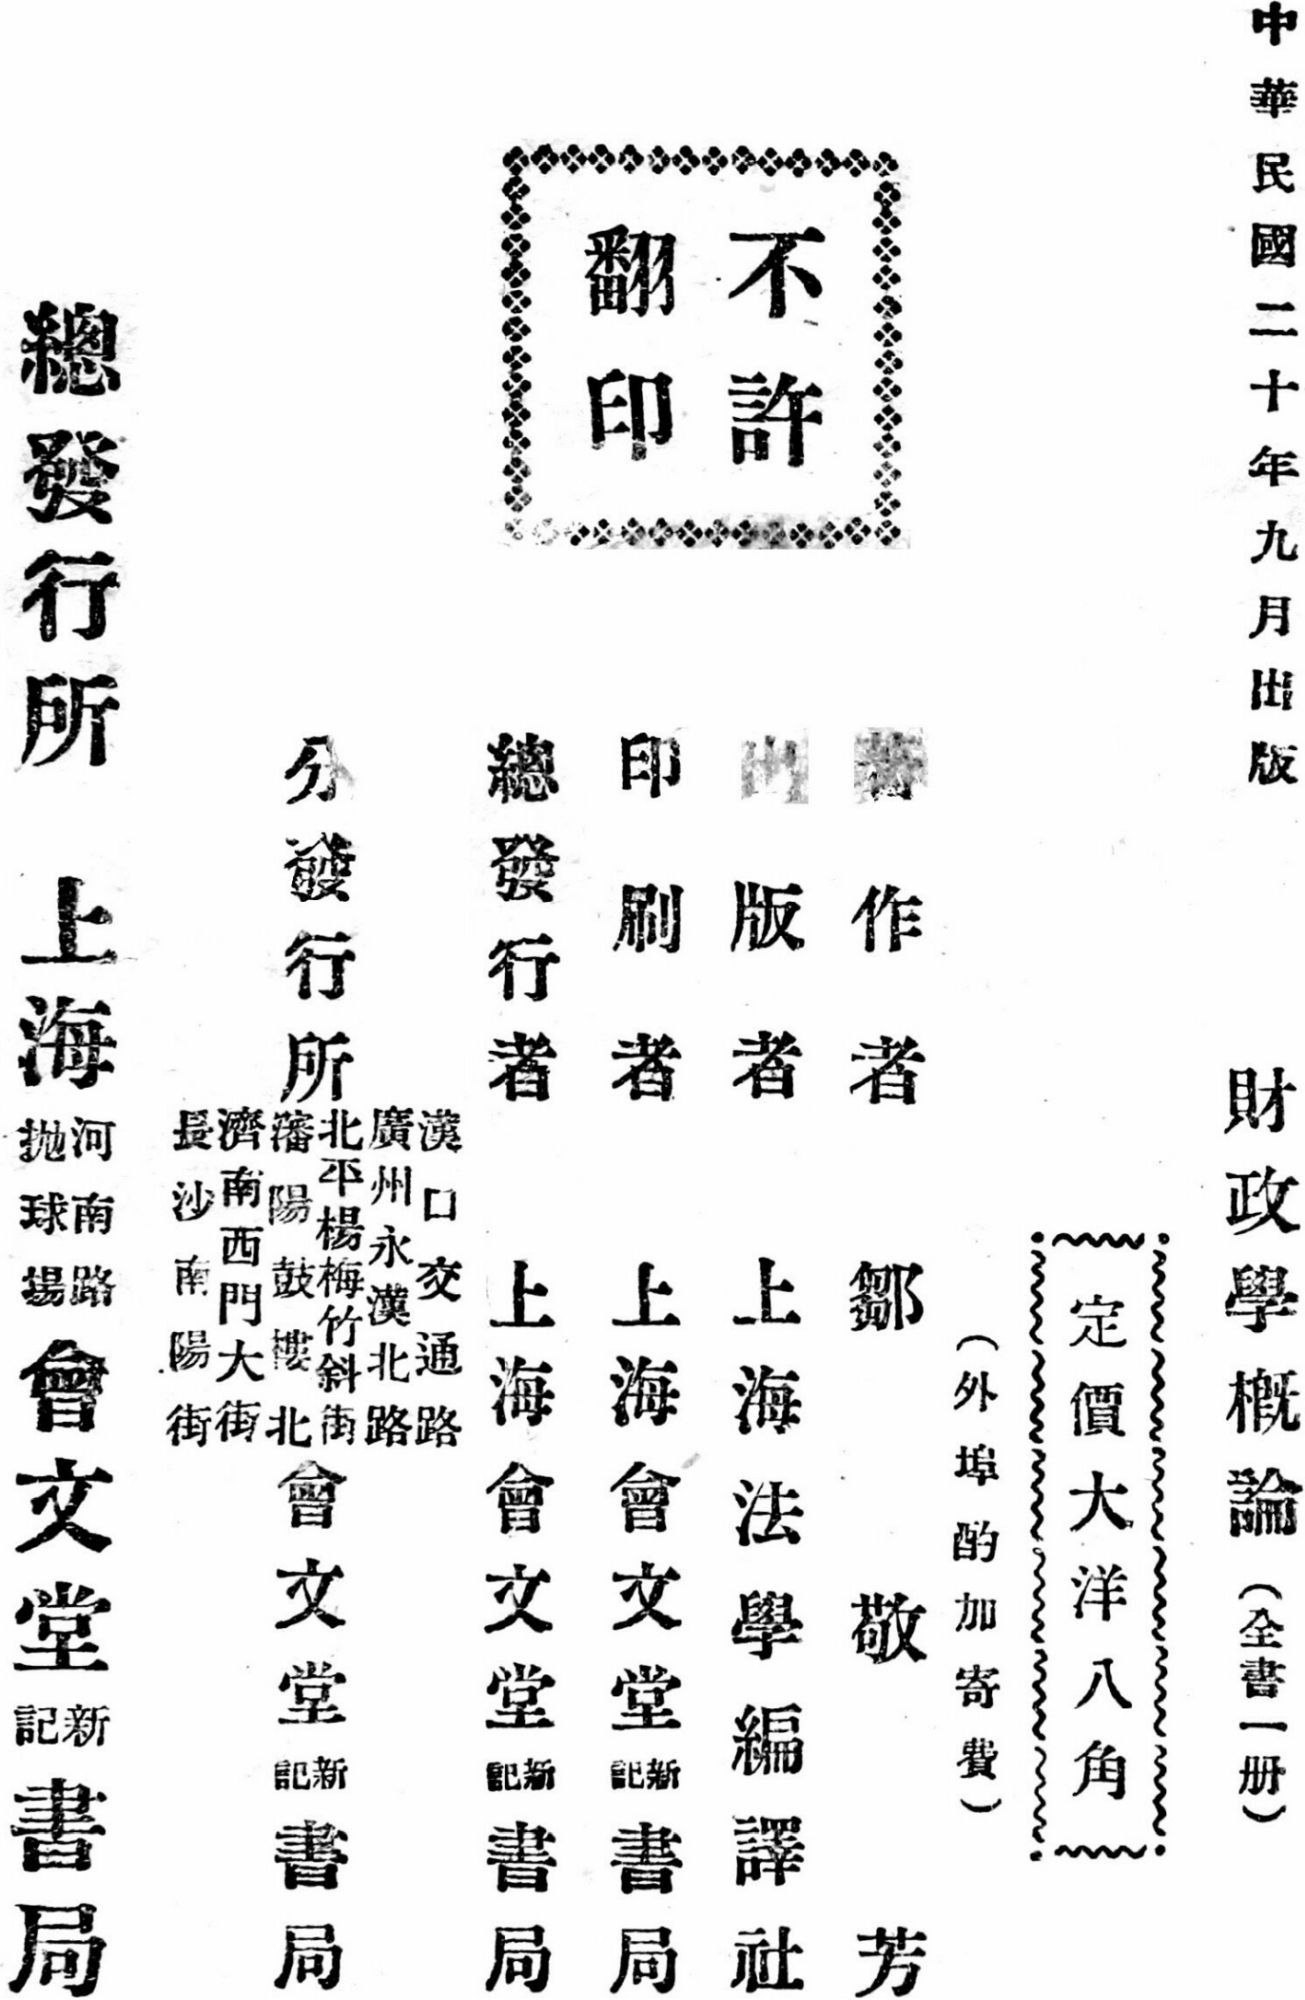 中華民國二十年九月出版
財政學概論（全書一册）
定價大洋八角
（外埠酌加寄費）
不許
翻印
著作者 鄒敬芳
出版者 上海法學編譯社
印刷者 上海會文堂新記書局
總發行者 上海會文堂新記書局
分發行所
漢口交通路
廣州永漢北路
北平楊梅竹斜街
瀋陽鼓樓北
濟南西門大街
長沙南陽街
會文堂新記書局
總發行所 上海
河南路
拋球場
會文堂新記書局